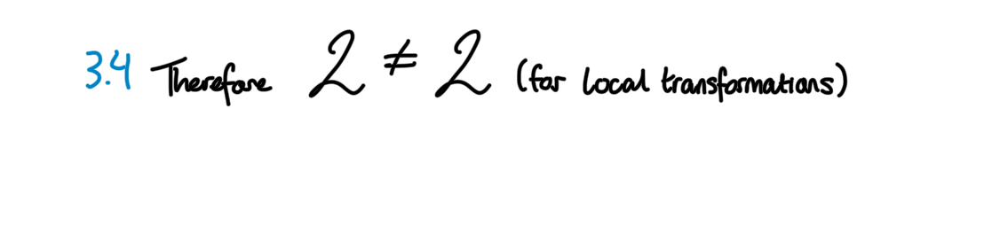 3.4 Therefore ℒ ≠ ℒ (for local transformations)